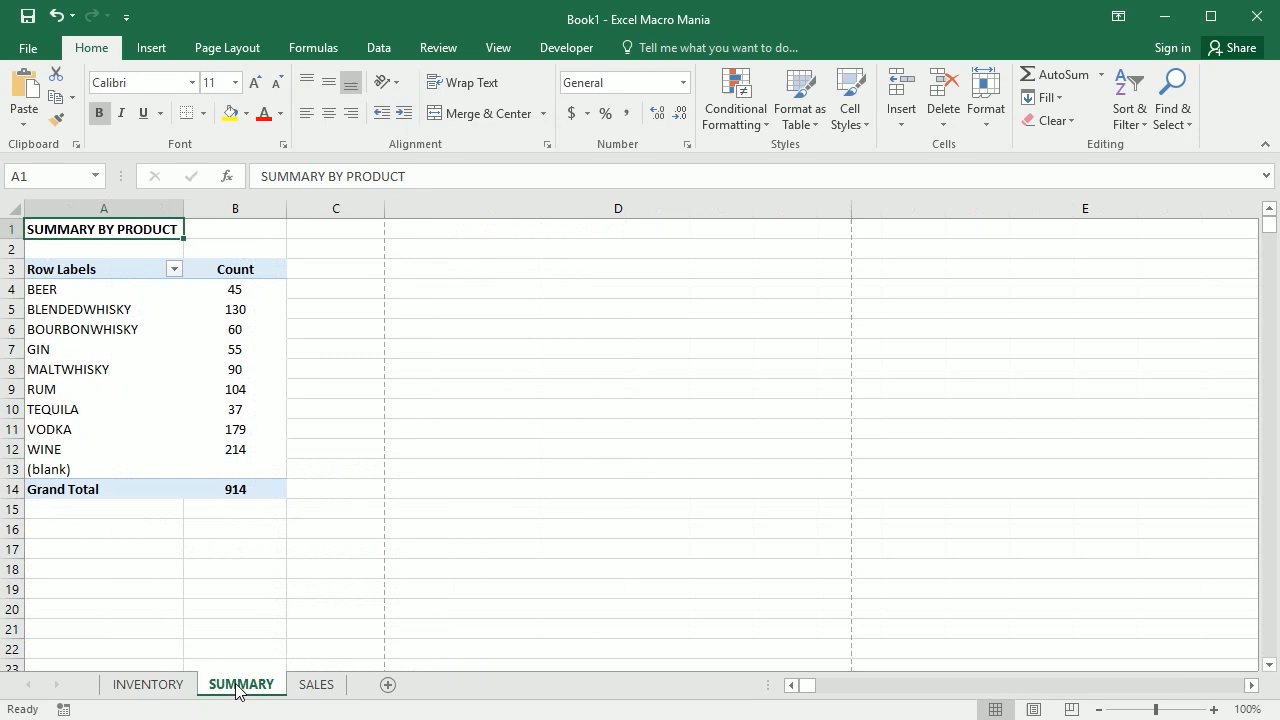 Book1 - Excel Macro Mania
File Home Insert Page Layout Formulas Data Review View Developer Tell me what you want to do... Sign in Share
Paste
Clipboard
Calibri 11
B I U
Font
Wrap Text
Merge & Center
Alignment
General
$ % ,
Number
Conditional Formatting
Format as Table
Cell Styles
Styles
Insert Delete Format
Cells
AutoSum
Fill
Clear
Sort & Filter
Find & Select
Editing
A1 fx SUMMARY BY PRODUCT
A B C D E
1 SUMMARY BY PRODUCT
2
3 Row Labels Count
4 BEER 45
5 BLENDEDWHISKY 130
6 BOURBONWHISKY 60
7 GIN 55
8 MALTWHISKY 90
9 RUM 104
10 TEQUILA 37
11 VODKA 179
12 WINE 214
13 (blank)
14 Grand Total 914
15
16
17
18
19
20
21
22
23
INVENTORY SUMMARY SALES
Ready 100%